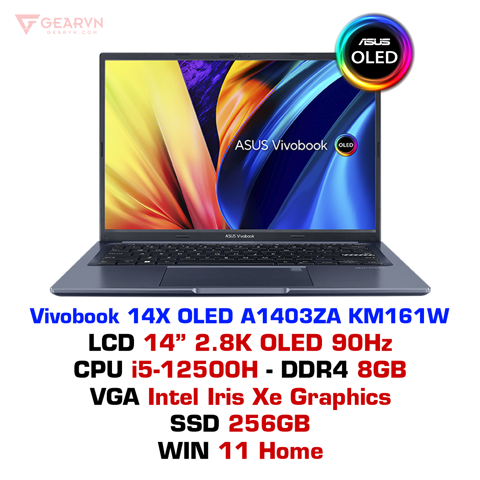 GEARVN
GEARVN.COM
ASUS
OLED
ASUS Vivobook
OLED
ASUS Vivobook
Vivobook 14X OLED A1403ZA KM161W
LCD 14” 2.8K OLED 90Hz
CPU i5-12500H - DDR4 8GB
VGA Intel Iris Xe Graphics
SSD 256GB
WIN 11 Home